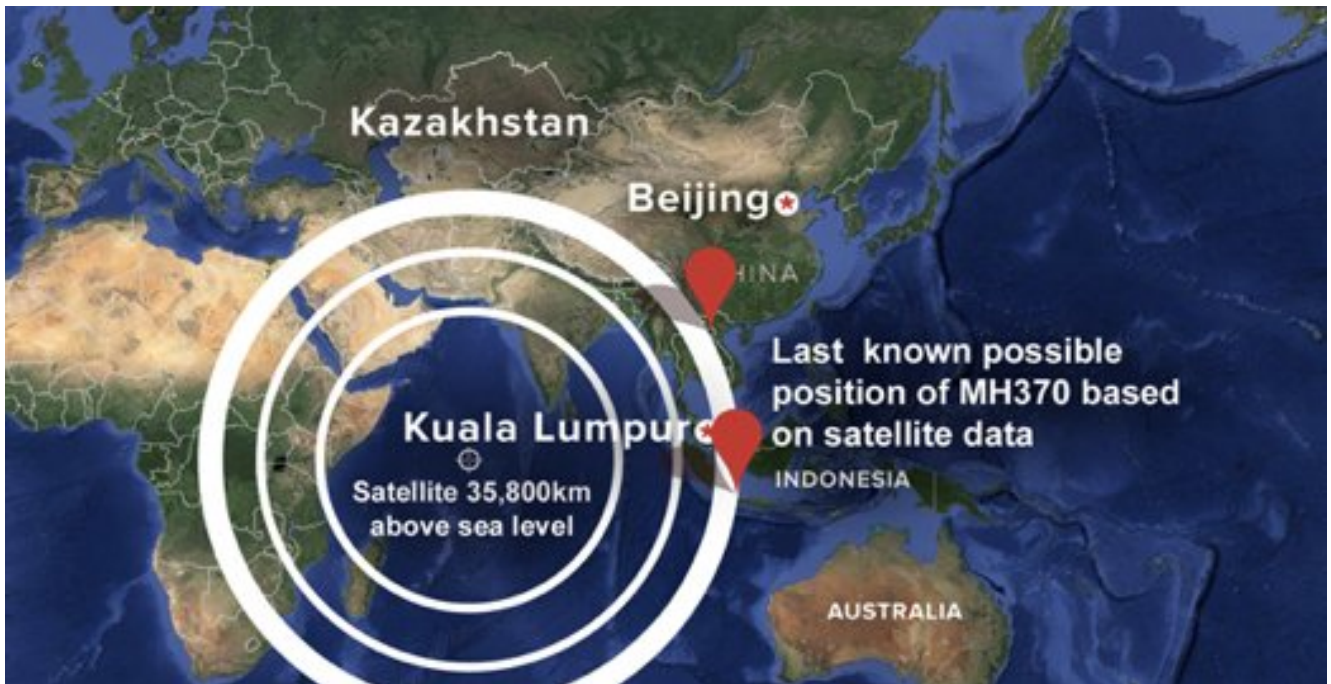 Kazakhstan
Beijing
CHINA
Last known possible
position of MH370 based
on satellite data
Kuala Lumpur
INDONESIA
Satellite 35,800km
above sea level
AUSTRALIA